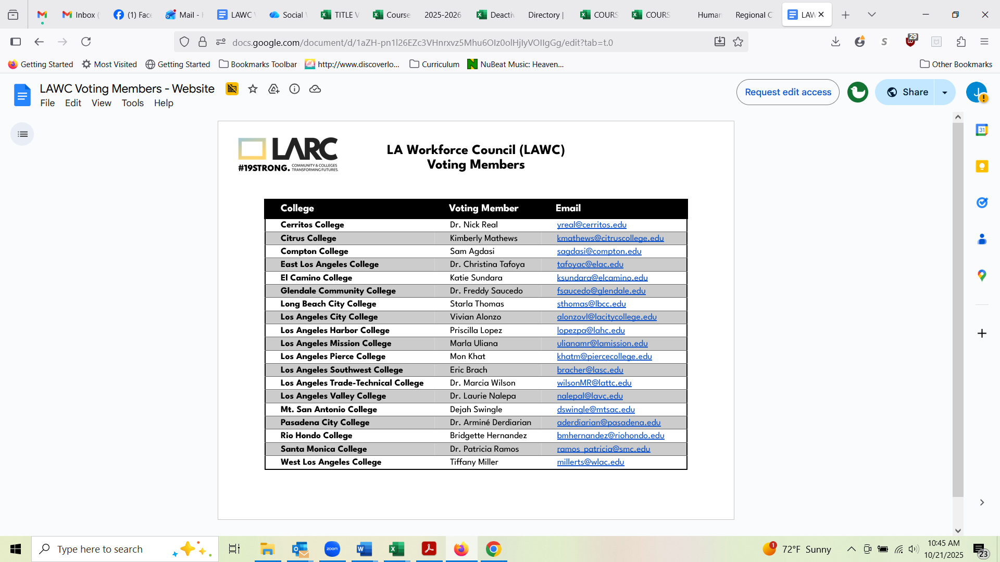 Inbox (
(1) Face
Mail -
LAWC
Social
TITLE V
Course
2025-2026
Deactiv
Directory |
COURS
COURS
Human
Regional C
LAW
docs.google.com/document/d/1aZH-pn1l26EZc3VHnrxvz5Mhu6OIz0olHjIyVOIIgGg/edit?tab=t.0
29
Getting Started
Most Visited
Getting Started
Bookmarks Toolbar
http://www.discoverlo...
Curriculum
NuBeat Music: Heaven...
Other Bookmarks
LAWC Voting Members - Website
File Edit View Tools Help
Request edit access
Share
J
31
LARC
#19STRONG. COMMUNITY & COLLEGES
TRANSFORMING FUTURES.
LA Workforce Council (LAWC)
Voting Members
College Voting Member Email
Cerritos College Dr. Nick Real yreal@cerritos.edu
Citrus College Kimberly Mathews kmathews@citruscollege.edu
Compton College Sam Agdasi sagdasi@compton.edu
East Los Angeles College Dr. Christina Tafoya tafoyac@elac.edu
El Camino College Katie Sundara ksundara@elcamino.edu
Glendale Community College Dr. Freddy Saucedo fsaucedo@glendale.edu
Long Beach City College Starla Thomas sthomas@lbcc.edu
Los Angeles City College Vivian Alonzo alonzovl@lacitycollege.edu
Los Angeles Harbor College Priscilla Lopez lopezpa@lahc.edu
Los Angeles Mission College Marla Uliana ulianamr@lamission.edu
Los Angeles Pierce College Mon Khat khatm@piercecollege.edu
Los Angeles Southwest College Eric Brach bracher@lasc.edu
Los Angeles Trade-Technical College Dr. Marcia Wilson wilsonMR@lattc.edu
Los Angeles Valley College Dr. Laurie Nalepa nalepal@lavc.edu
Mt. San Antonio College Dejah Swingle dswingle@mtsac.edu
Pasadena City College Dr. Arminé Derdiarian aderdiarian@pasadena.edu
Rio Hondo College Bridgette Hernandez bmhernandez@riohondo.edu
Santa Monica College Dr. Patricia Ramos ramos_patricia@smc.edu
West Los Angeles College Tiffany Miller millerts@wlac.edu
Type here to search
zoom
1
72°F Sunny
10:45 AM
10/21/2025
23